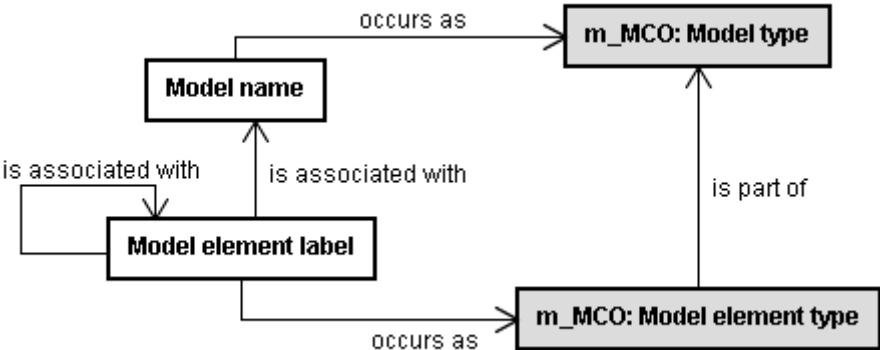 occurs as
m_MCO: Model type
Model name
is associated with
is associated with
is part of
Model element label
m_MCO: Model element type
occurs as